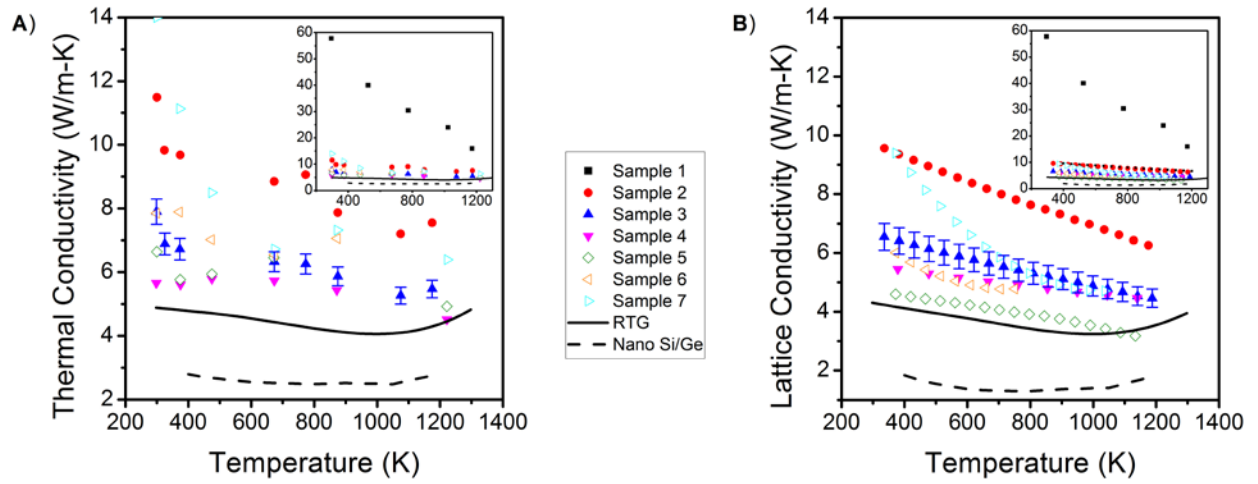 A)
Thermal Conductivity (W/m-K)
14
12
10
8
6
4
2
200 400 600 800 1000 1200 1400
Temperature (K)
60
50
40
30
20
10
0
400 800 1200
Sample 1
Sample 2
Sample 3
Sample 4
Sample 5
Sample 6
Sample 7
RTG
Nano Si/Ge
B)
Lattice Conductivity (W/m-K)
14
12
10
8
6
4
2
200 400 600 800 1000 1200 1400
Temperature (K)
60
50
40
30
20
10
0
400 800 1200